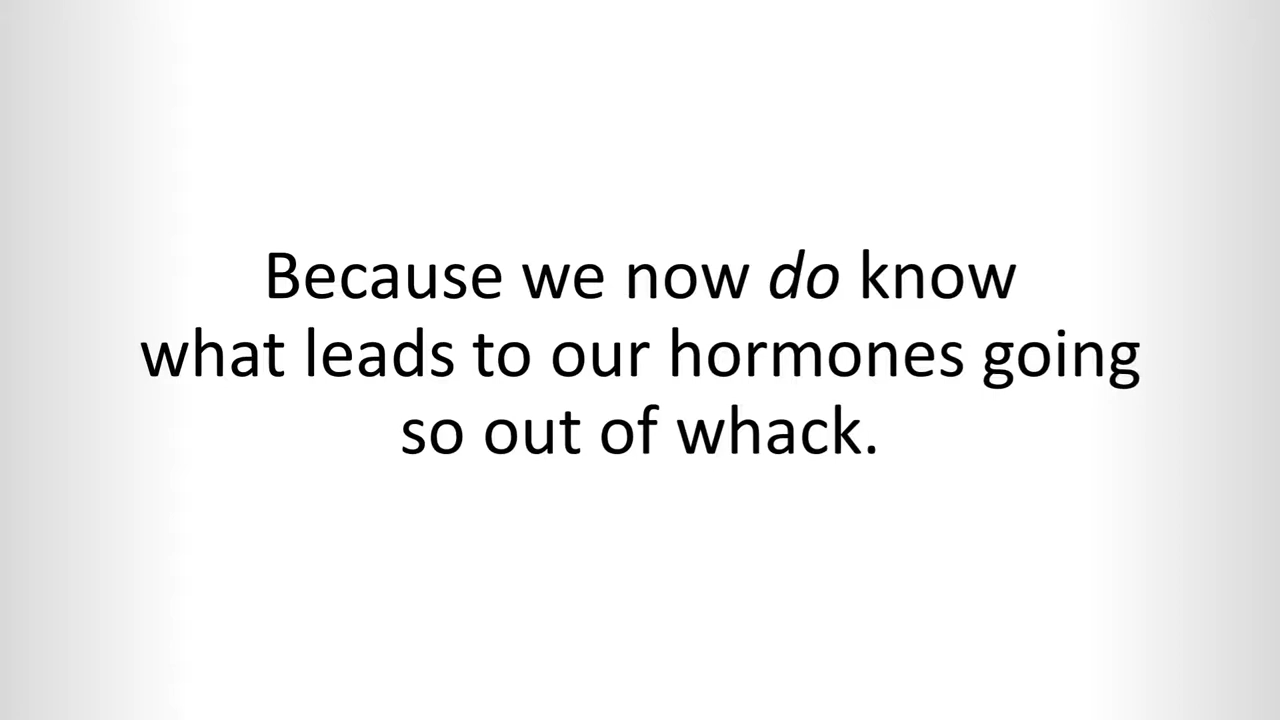 Because we now do know
what leads to our hormones going
so out of whack.